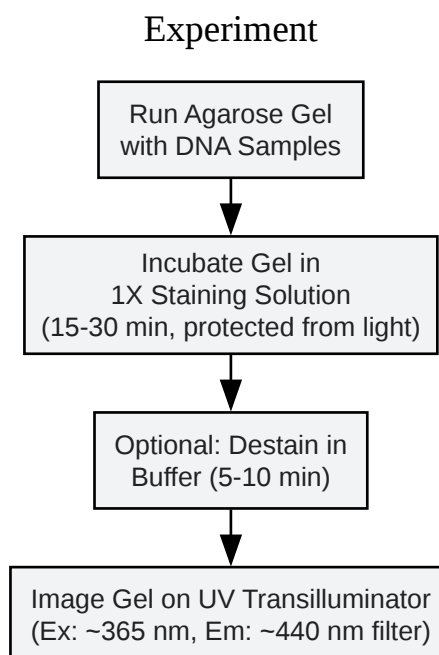 Experiment
Run Agarose Gel
with DNA Samples
Incubate Gel in
1X Staining Solution
(15-30 min, protected from light)
Optional: Destain in
Buffer (5-10 min)
Image Gel on UV Transilluminator
(Ex: ~365 nm, Em: ~440 nm filter)